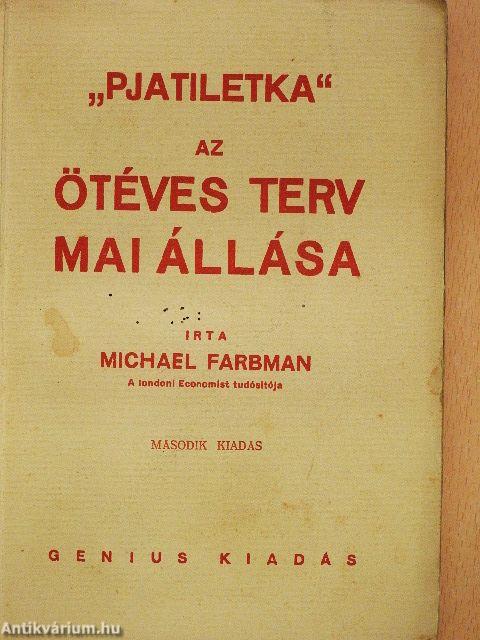 „PJATILETKA“
AZ
ÖTÉVES TERV
MAI ÁLLÁSA
IRTA
MICHAEL FARBMAN
A londoni Economist tudósítója
MÁSODIK KIADÁS
GENIUS KIADÁS
Antikvárium.hu